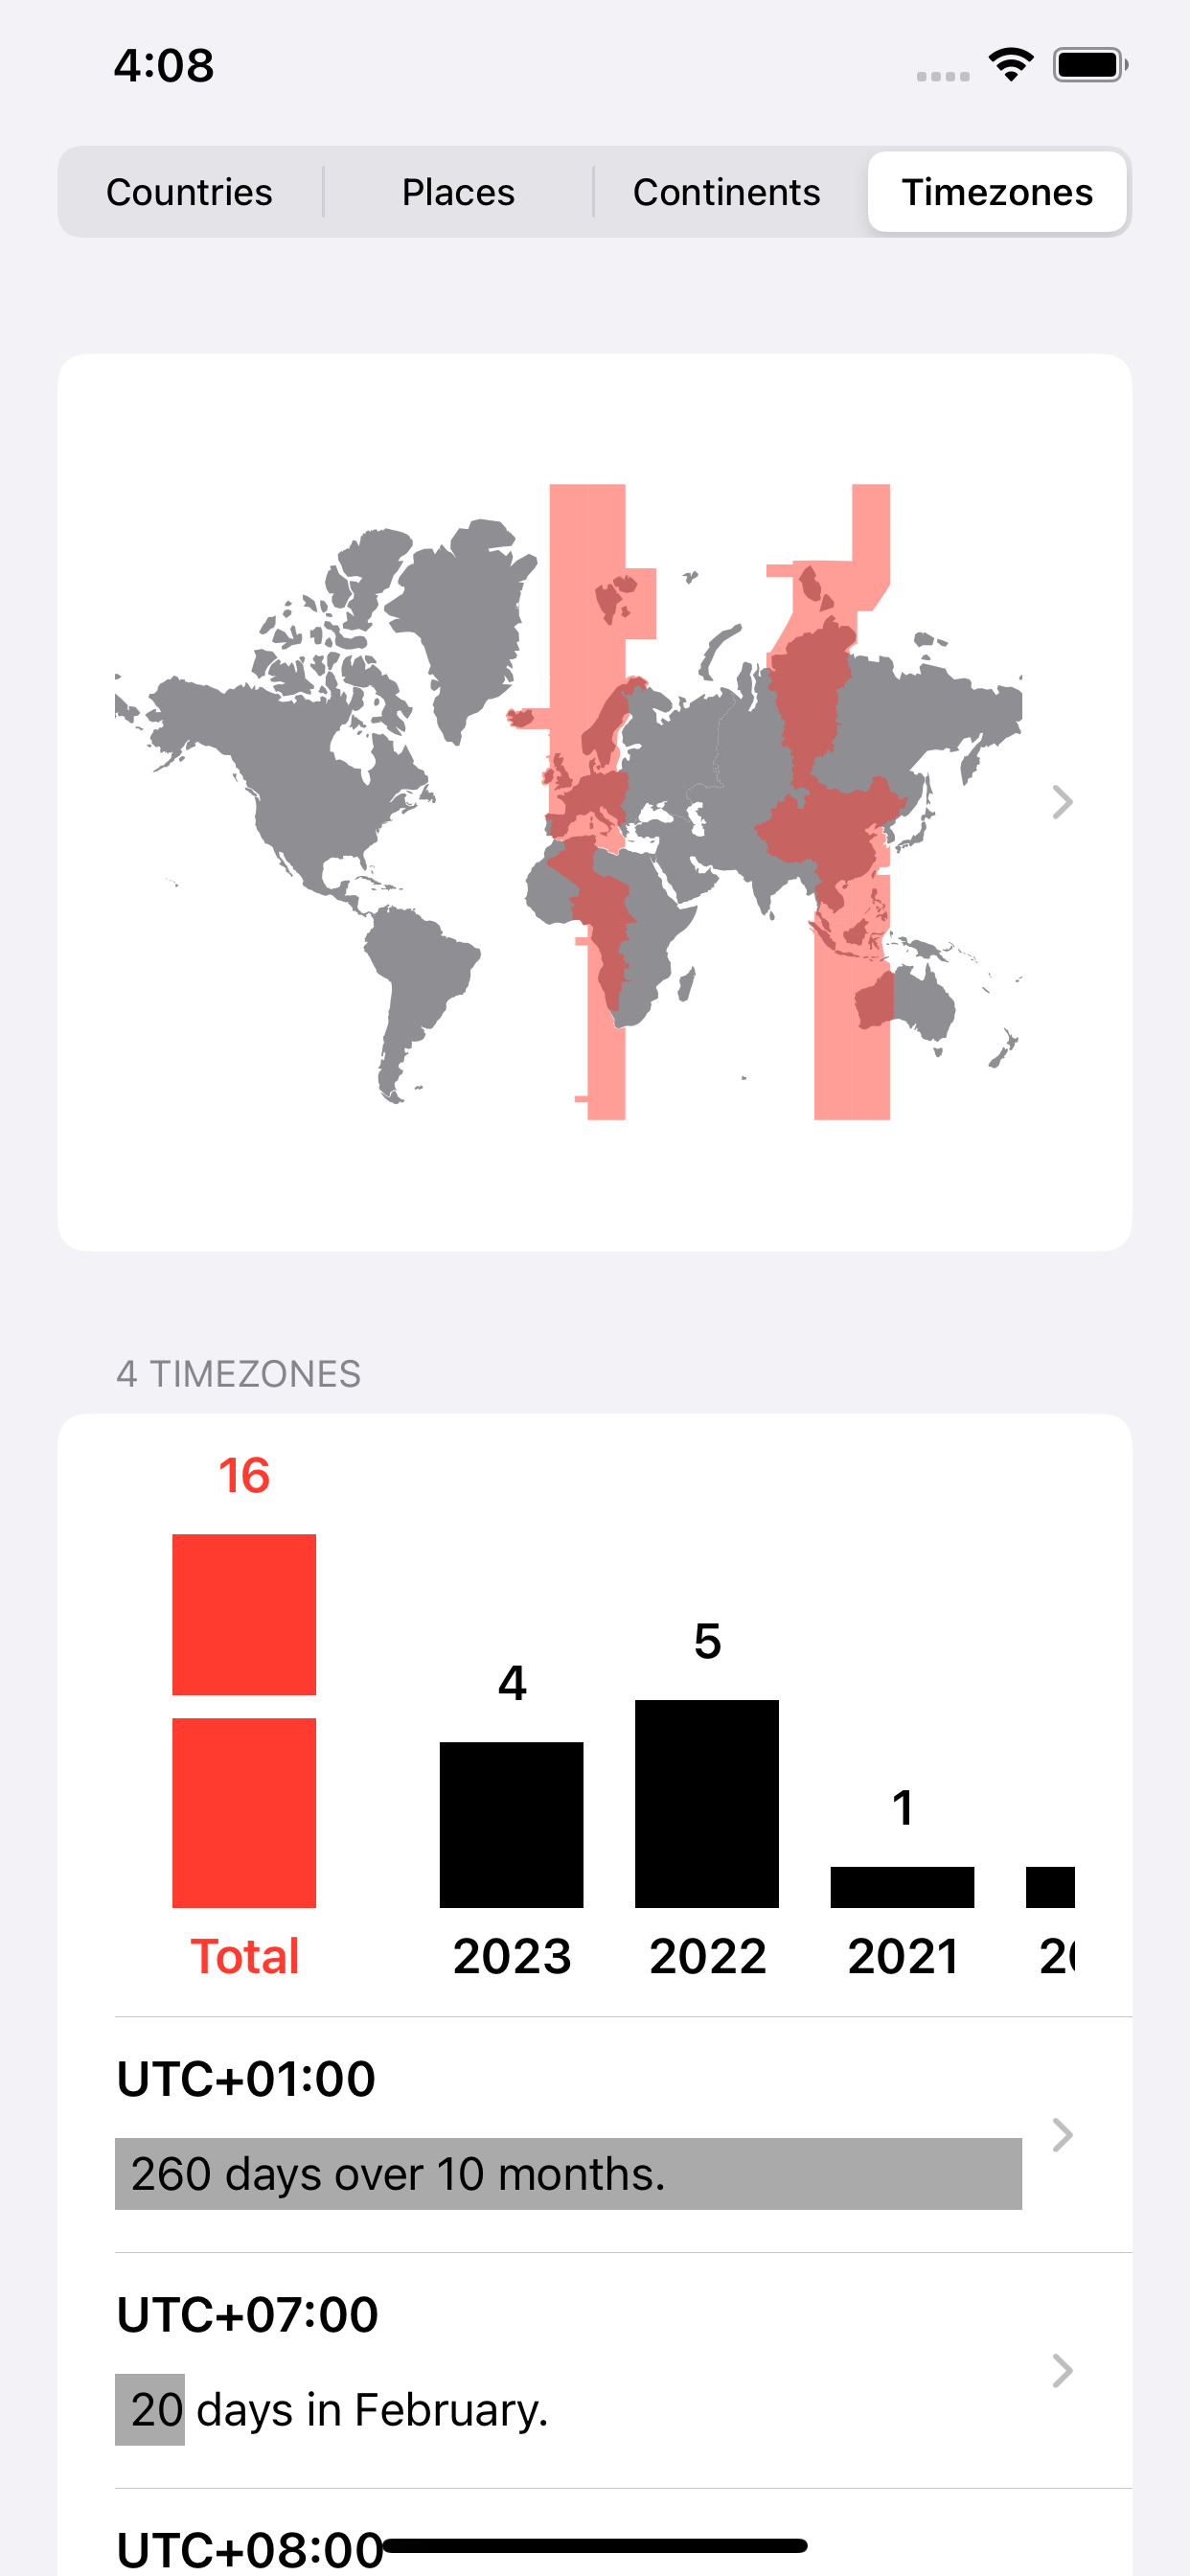 4:08
Countries Places Continents Timezones
4 TIMEZONES
16
5
4
1
Total 2023 2022 2021
UTC+01:00
260 days over 10 months.
UTC+07:00
20 days in February.
UTC+08:00